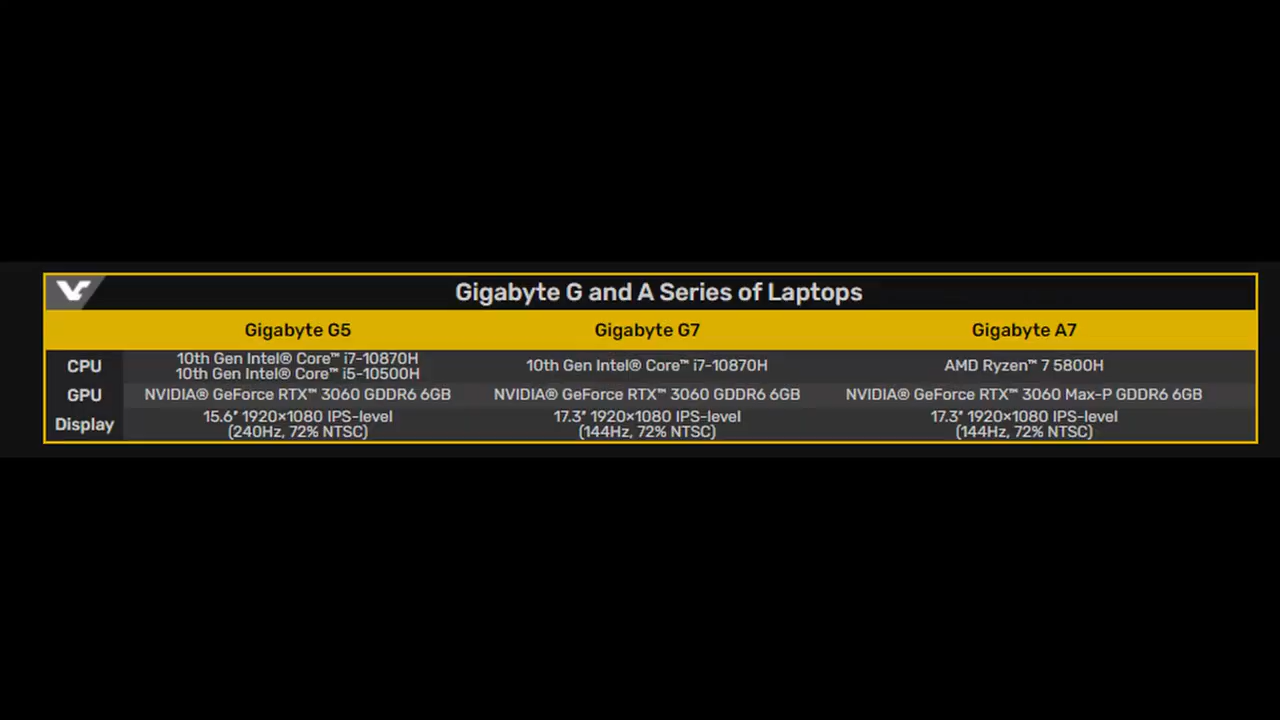 Gigabyte G and A Series of Laptops
Gigabyte G5 Gigabyte G7 Gigabyte A7
CPU 10th Gen Intel® Core™ i7-10870H 10th Gen Intel® Core™ i5-10500H 10th Gen Intel® Core™ i7-10870H AMD Ryzen™ 7 5800H
GPU NVIDIA® GeForce RTX™ 3060 GDDR6 6GB NVIDIA® GeForce RTX™ 3060 GDDR6 6GB NVIDIA® GeForce RTX™ 3060 Max-P GDDR6 6GB
Display 15.6″ 1920×1080 IPS-level (240Hz, 72% NTSC) 17.3″ 1920×1080 IPS-level (144Hz, 72% NTSC) 17.3″ 1920×1080 IPS-level (144Hz, 72% NTSC)